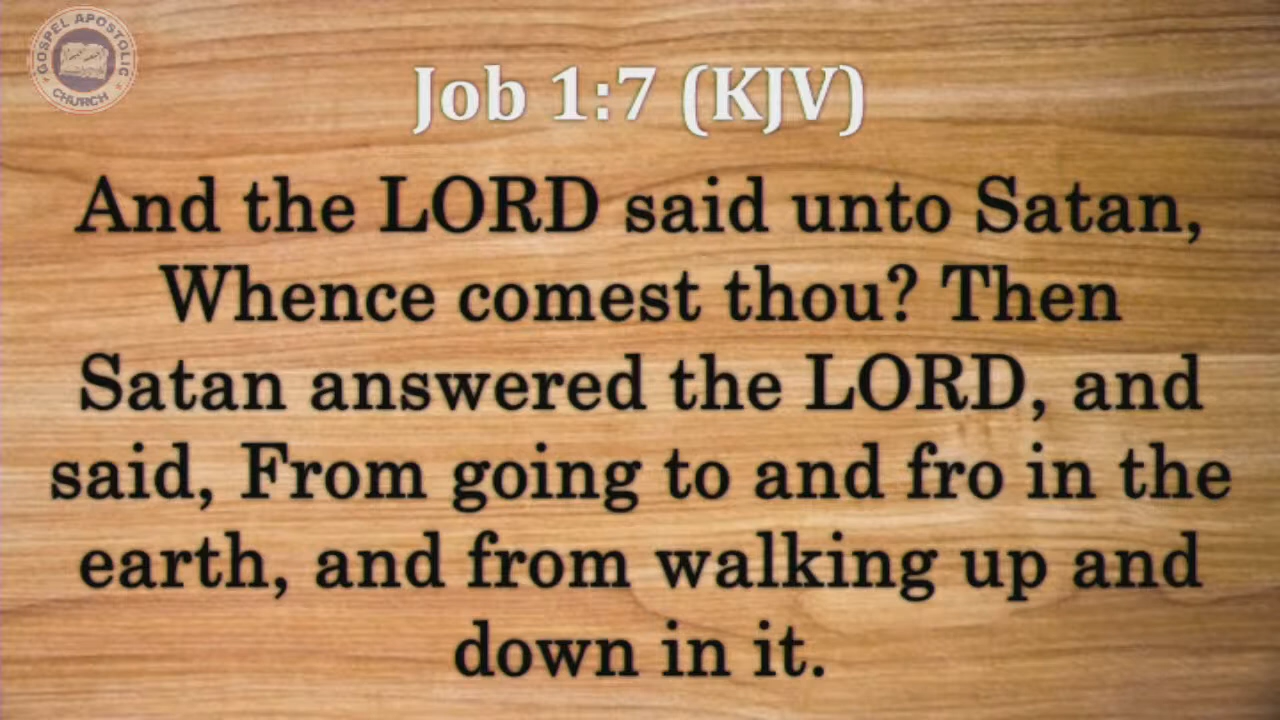 GOSPEL APOSTOLIC
CHURCH
Job 1:7 (KJV)
And the LORD said unto Satan,
Whence comest thou? Then
Satan answered the LORD, and
said, From going to and fro in the
earth, and from walking up and
down in it.